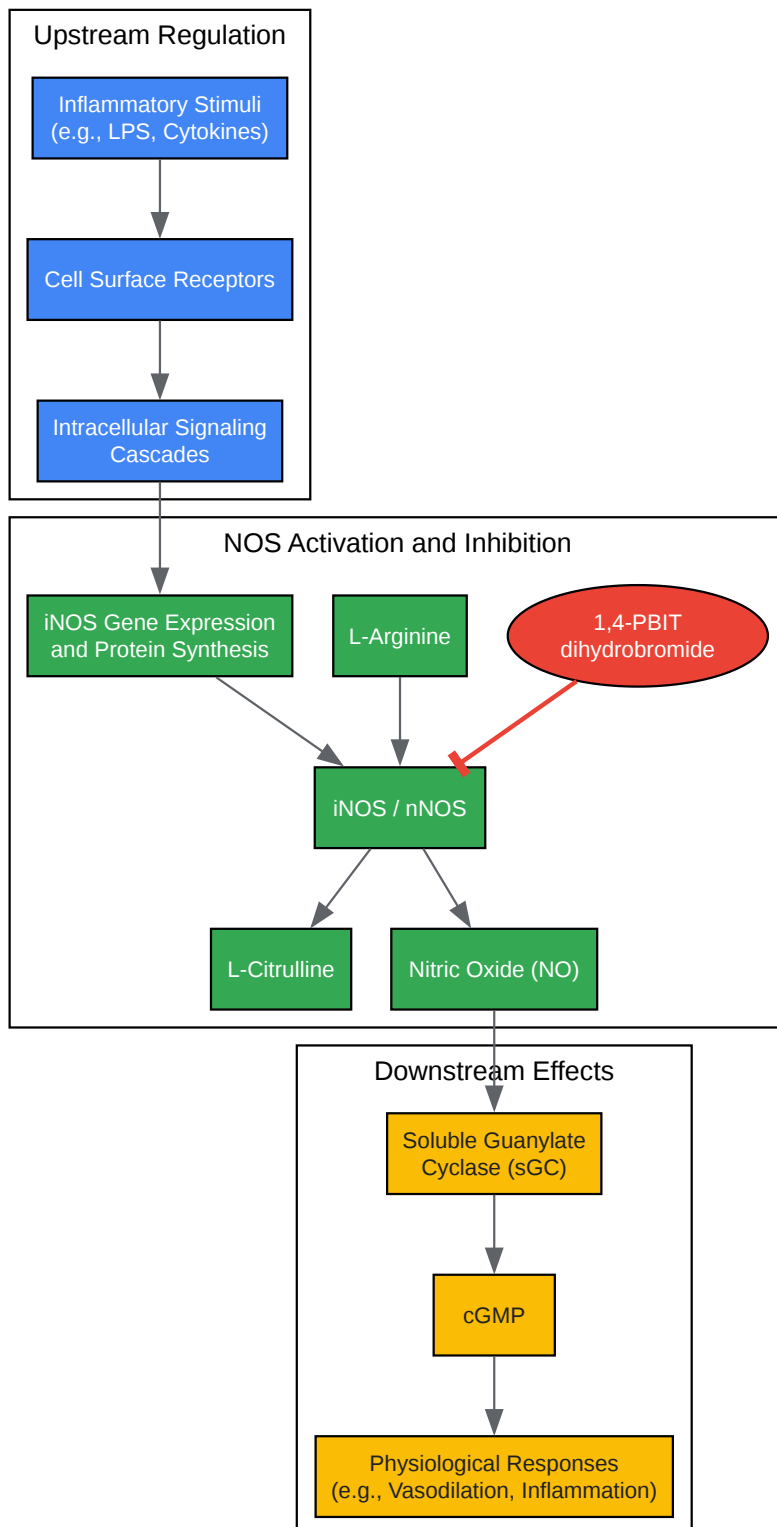 Upstream Regulation
Inflammatory Stimuli
(e.g., LPS, Cytokines)
Cell Surface Receptors
Intracellular Signaling
Cascades
NOS Activation and Inhibition
iNOS Gene Expression
and Protein Synthesis
L-Arginine
1,4-PBIT
dihydrobromide
iNOS / nNOS
L-Citrulline
Nitric Oxide (NO)
Downstream Effects
Soluble Guanylate
Cyclase (sGC)
cGMP
Physiological Responses
(e.g., Vasodilation, Inflammation)